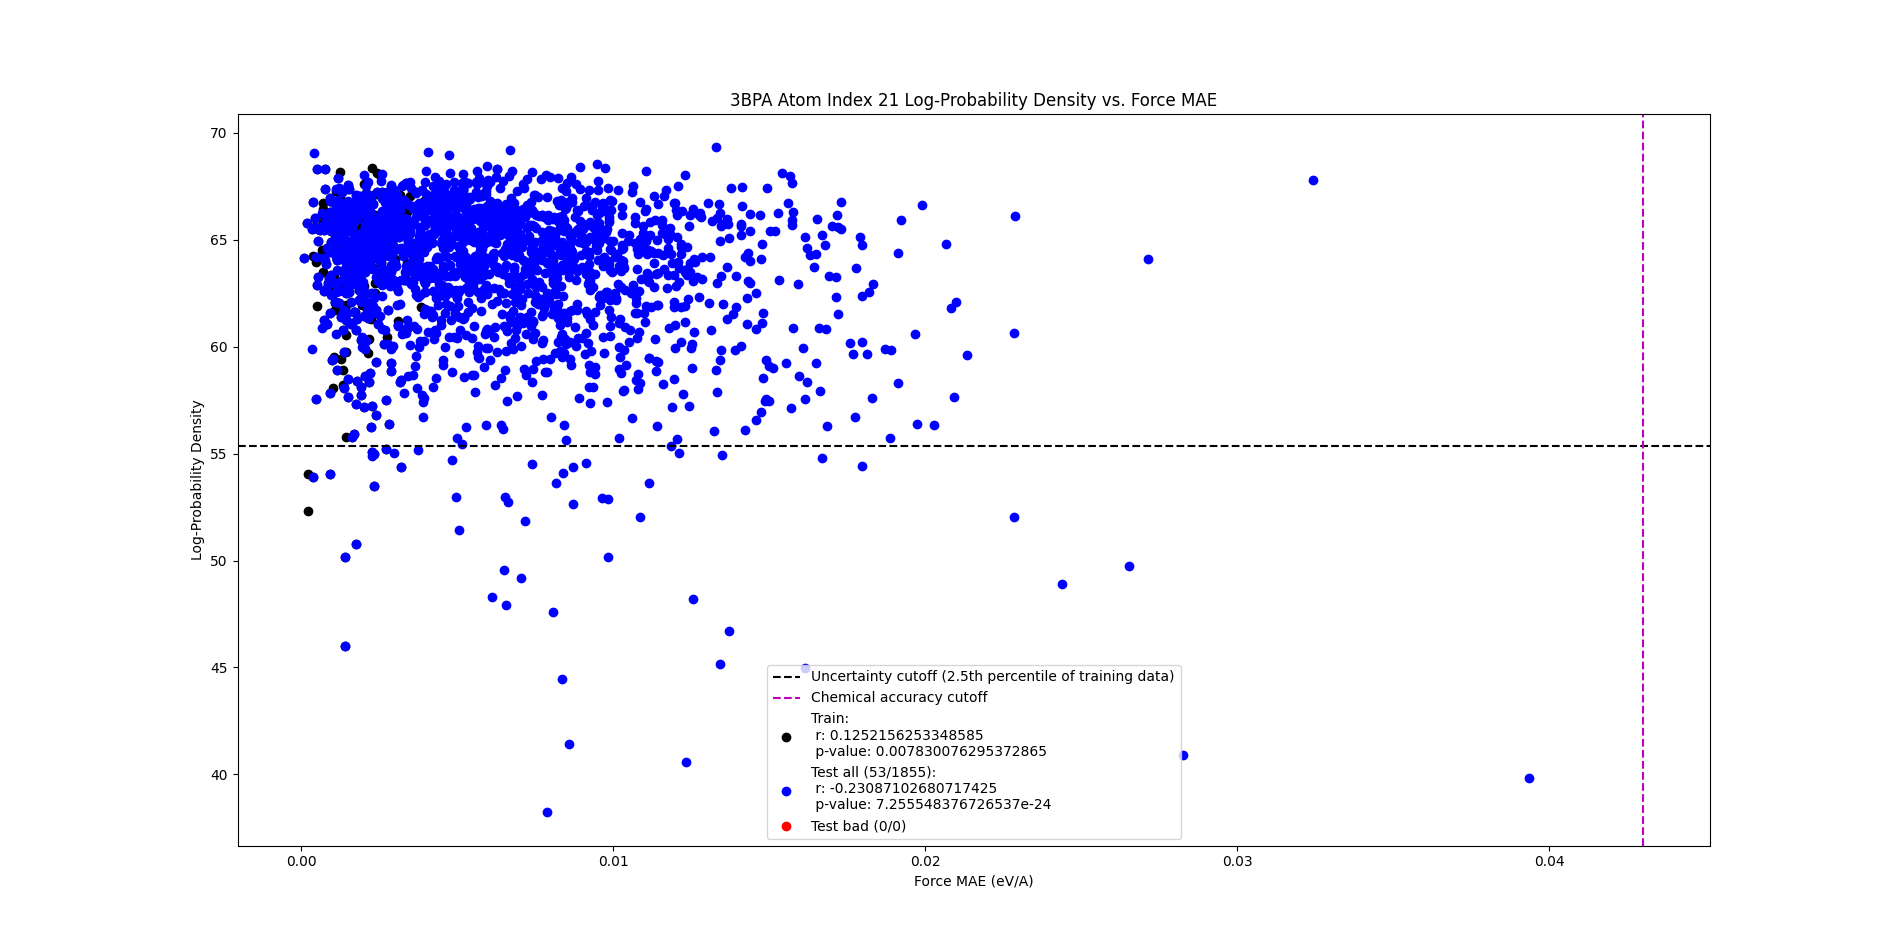 3BPA Atom Index 21 Log-Probability Density vs. Force MAE
Log-Probability Density
70
65
60
55
50
45
40
Uncertainty cutoff (2.5th percentile of training data)
Chemical accuracy cutoff
Train:
r: 0.1252156253348585
p-value: 0.007830076295372865
Test all (53/1855):
r: -0.23087102680717425
p-value: 7.255548376726537e-24
Test bad (0/0)
0.00 0.01 0.02 0.03 0.04
Force MAE (eV/A)